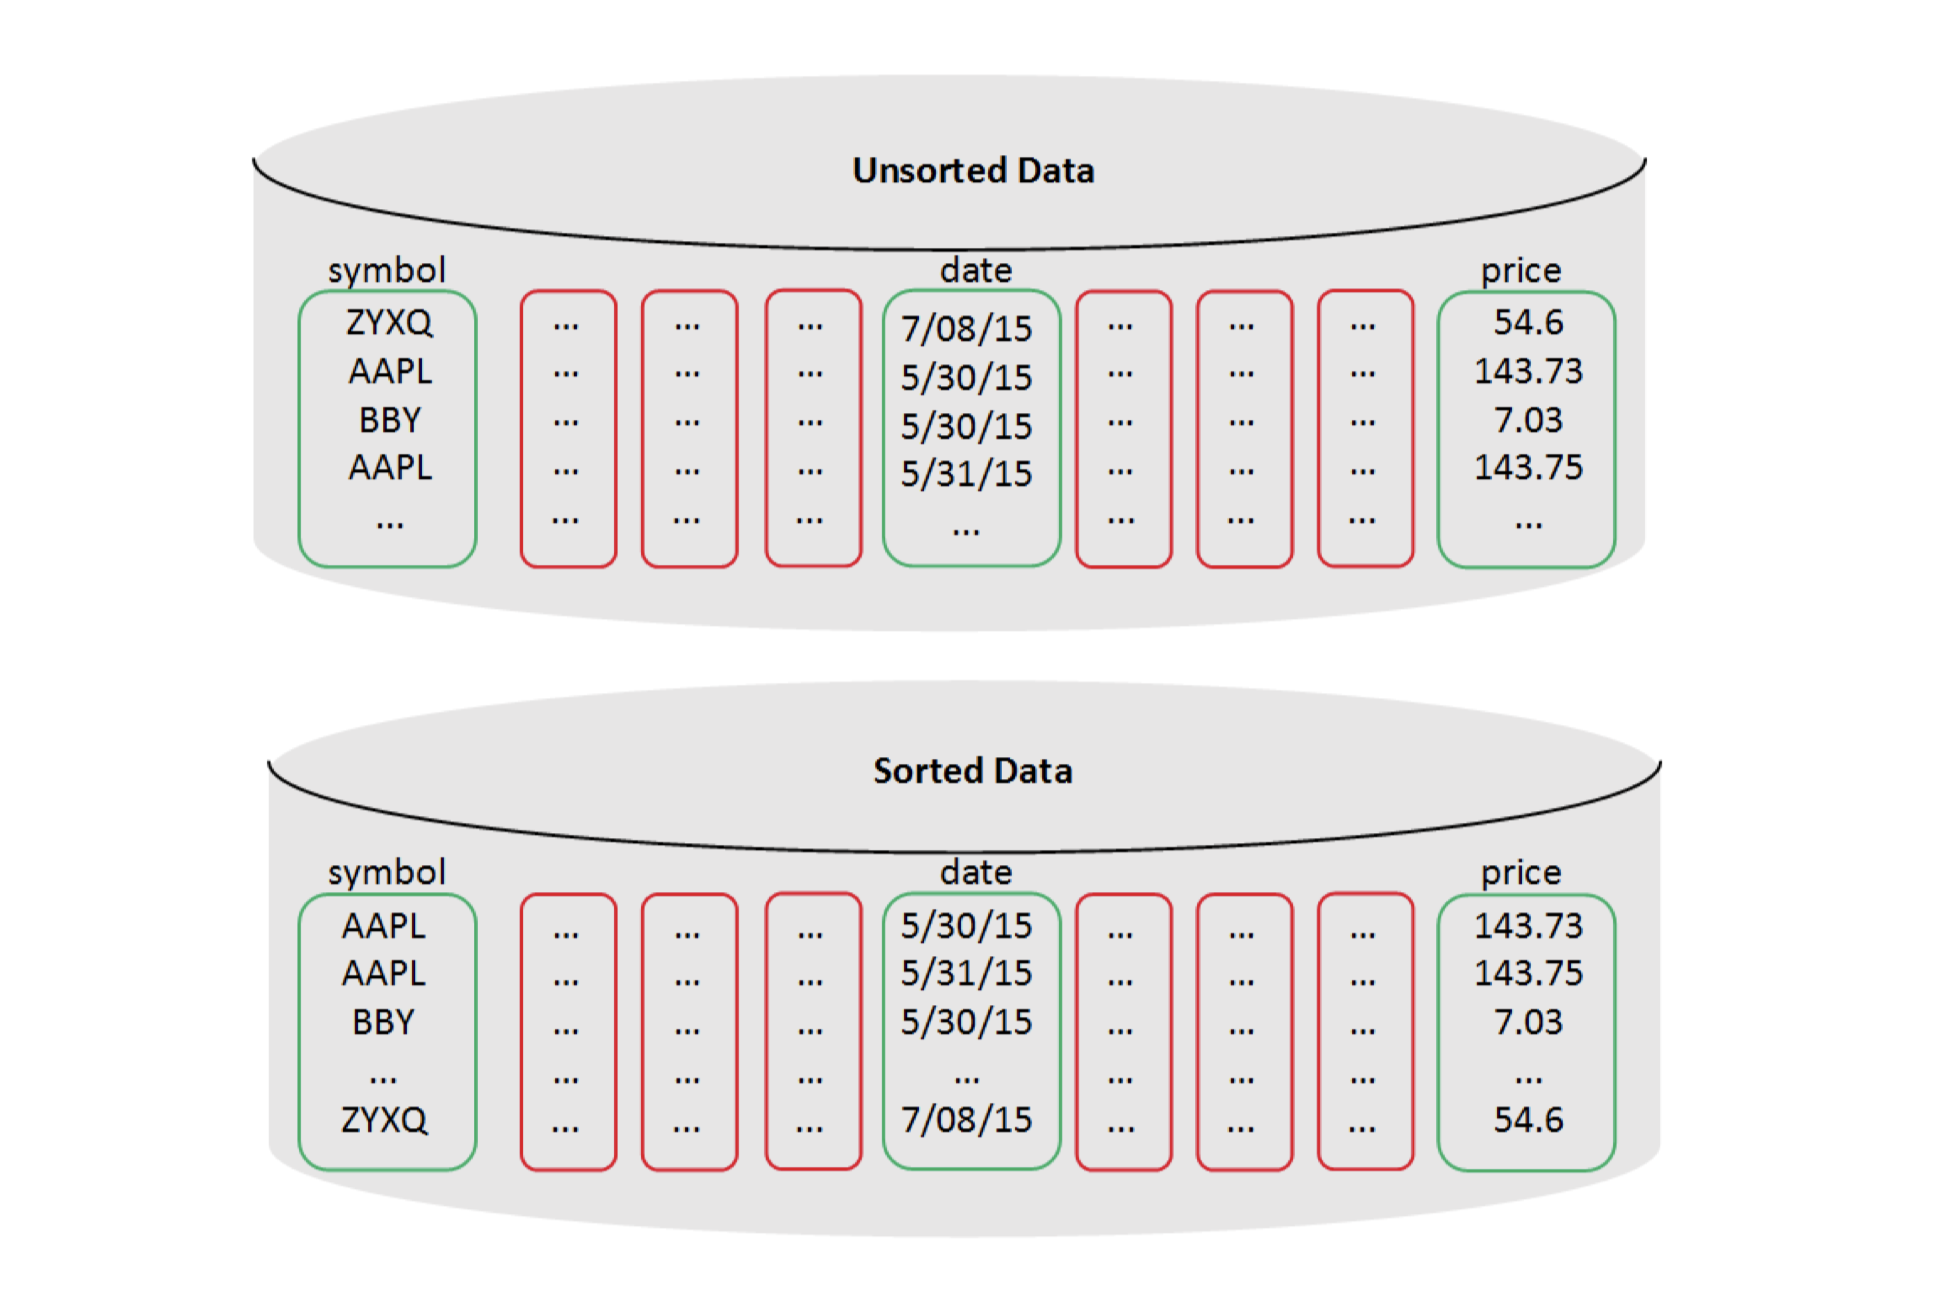 Unsorted Data
symbol date price
ZYXQ ... ... ... 7/08/15 ... ... ... 54.6
AAPL ... ... ... 5/30/15 ... ... ... 143.73
BBY ... ... ... 5/30/15 ... ... ... 7.03
AAPL ... ... ... 5/31/15 ... ... ... 143.75
... ... ... ... ... ... ... ... ...
Sorted Data
symbol date price
AAPL ... ... ... 5/30/15 ... ... ... 143.73
AAPL ... ... ... 5/31/15 ... ... ... 143.75
BBY ... ... ... 5/30/15 ... ... ... 7.03
... ... ... ... ... ... ... ... ...
ZYXQ ... ... ... 7/08/15 ... ... ... 54.6